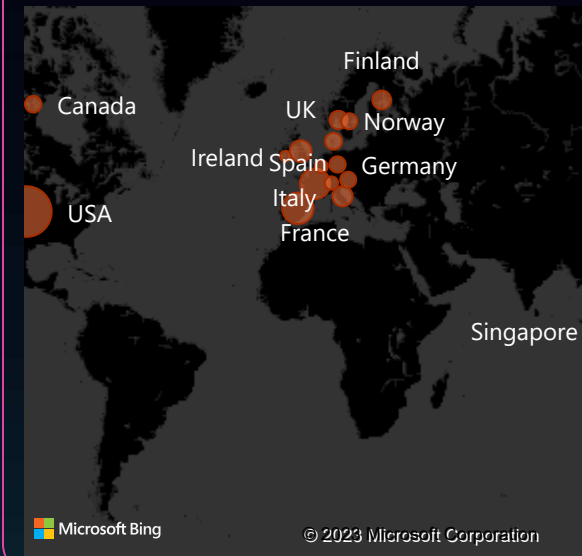 Finland
Canada
UK
Norway
Ireland
Spain
Germany
Italy
USA
France
Singapore
Microsoft Bing
© 2023 Microsoft Corporation